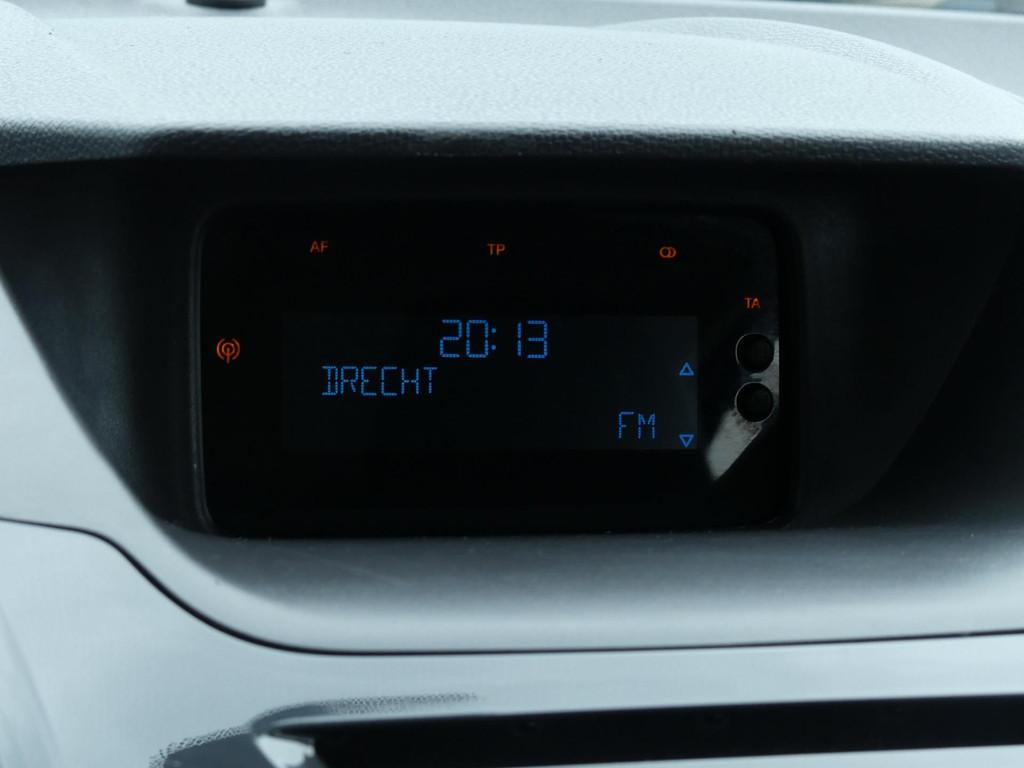 AF TP
TA
20:13
DRECHT
FM